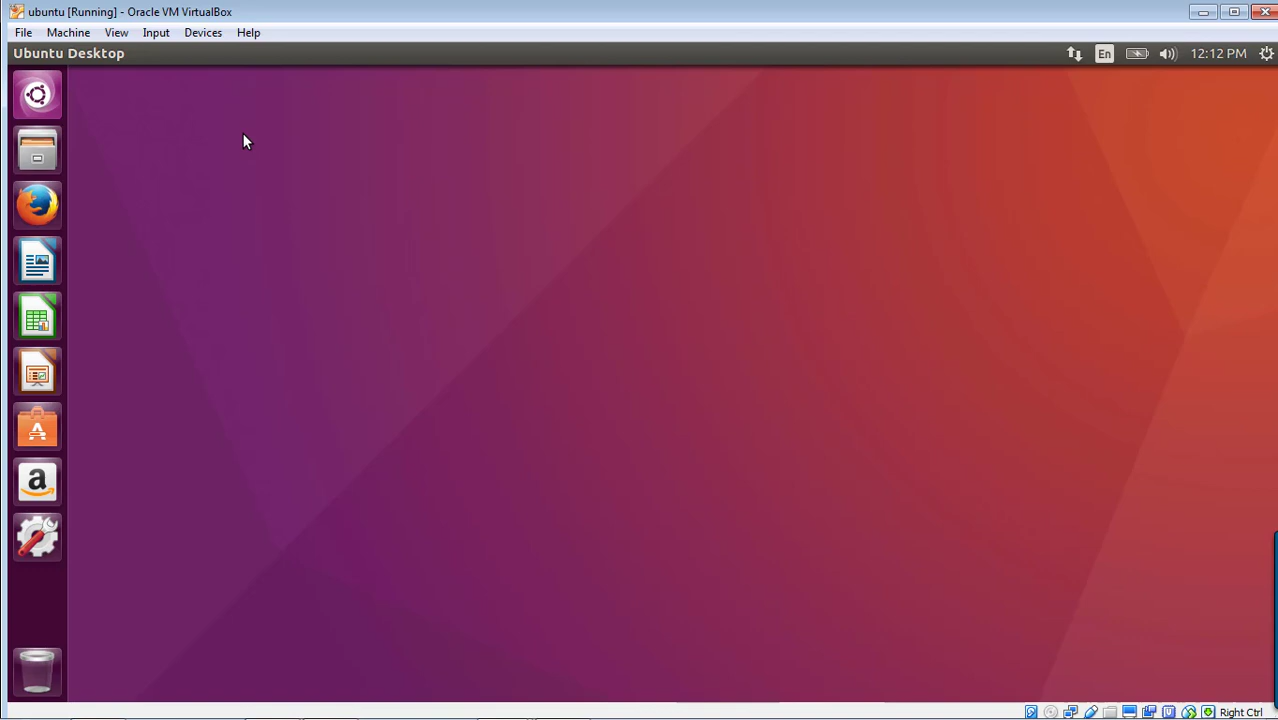 ubuntu [Running] - Oracle VM VirtualBox
File Machine View Input Devices Help
Ubuntu Desktop En 12:12 PM
a
Right Ctrl